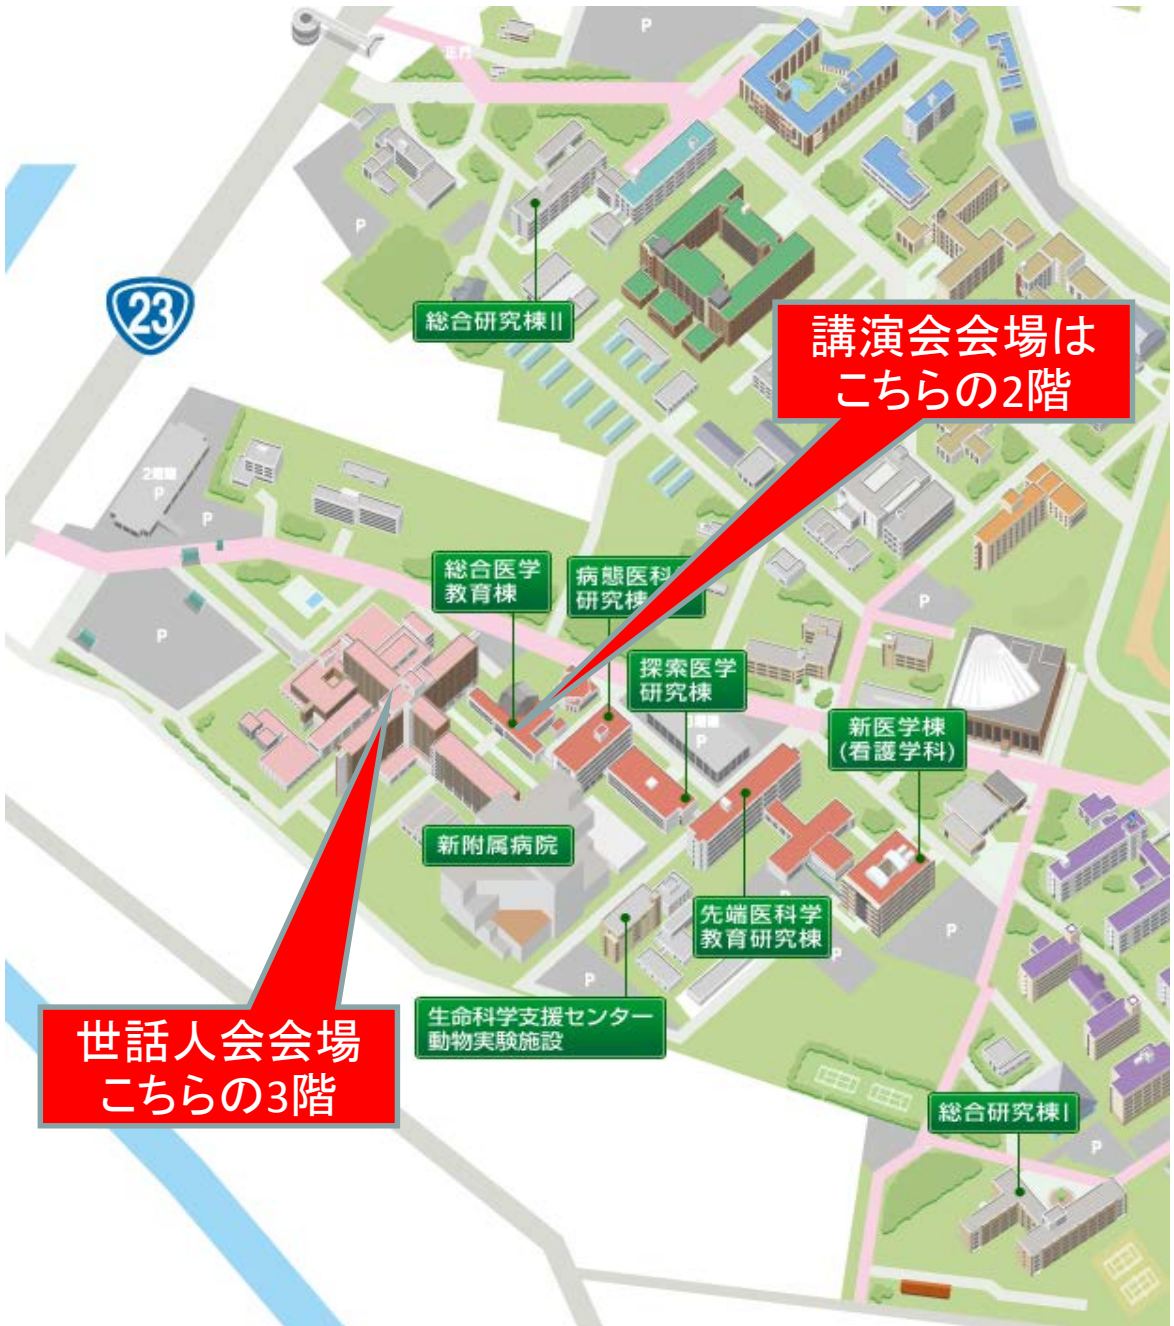 P
正門
P
23
総合研究棟II
講演会会場は
こちらの2階
P
P
総合医学
教育棟
病態医科
研究棟
P
P
探索医学
研究棟
P
新医学棟
(看護学科)
新附属病院
先端医科学
教育研究棟
P
P
P
P
生命科学支援センター
動物実験施設
世話人会会場
こちらの3階
総合研究棟I
P